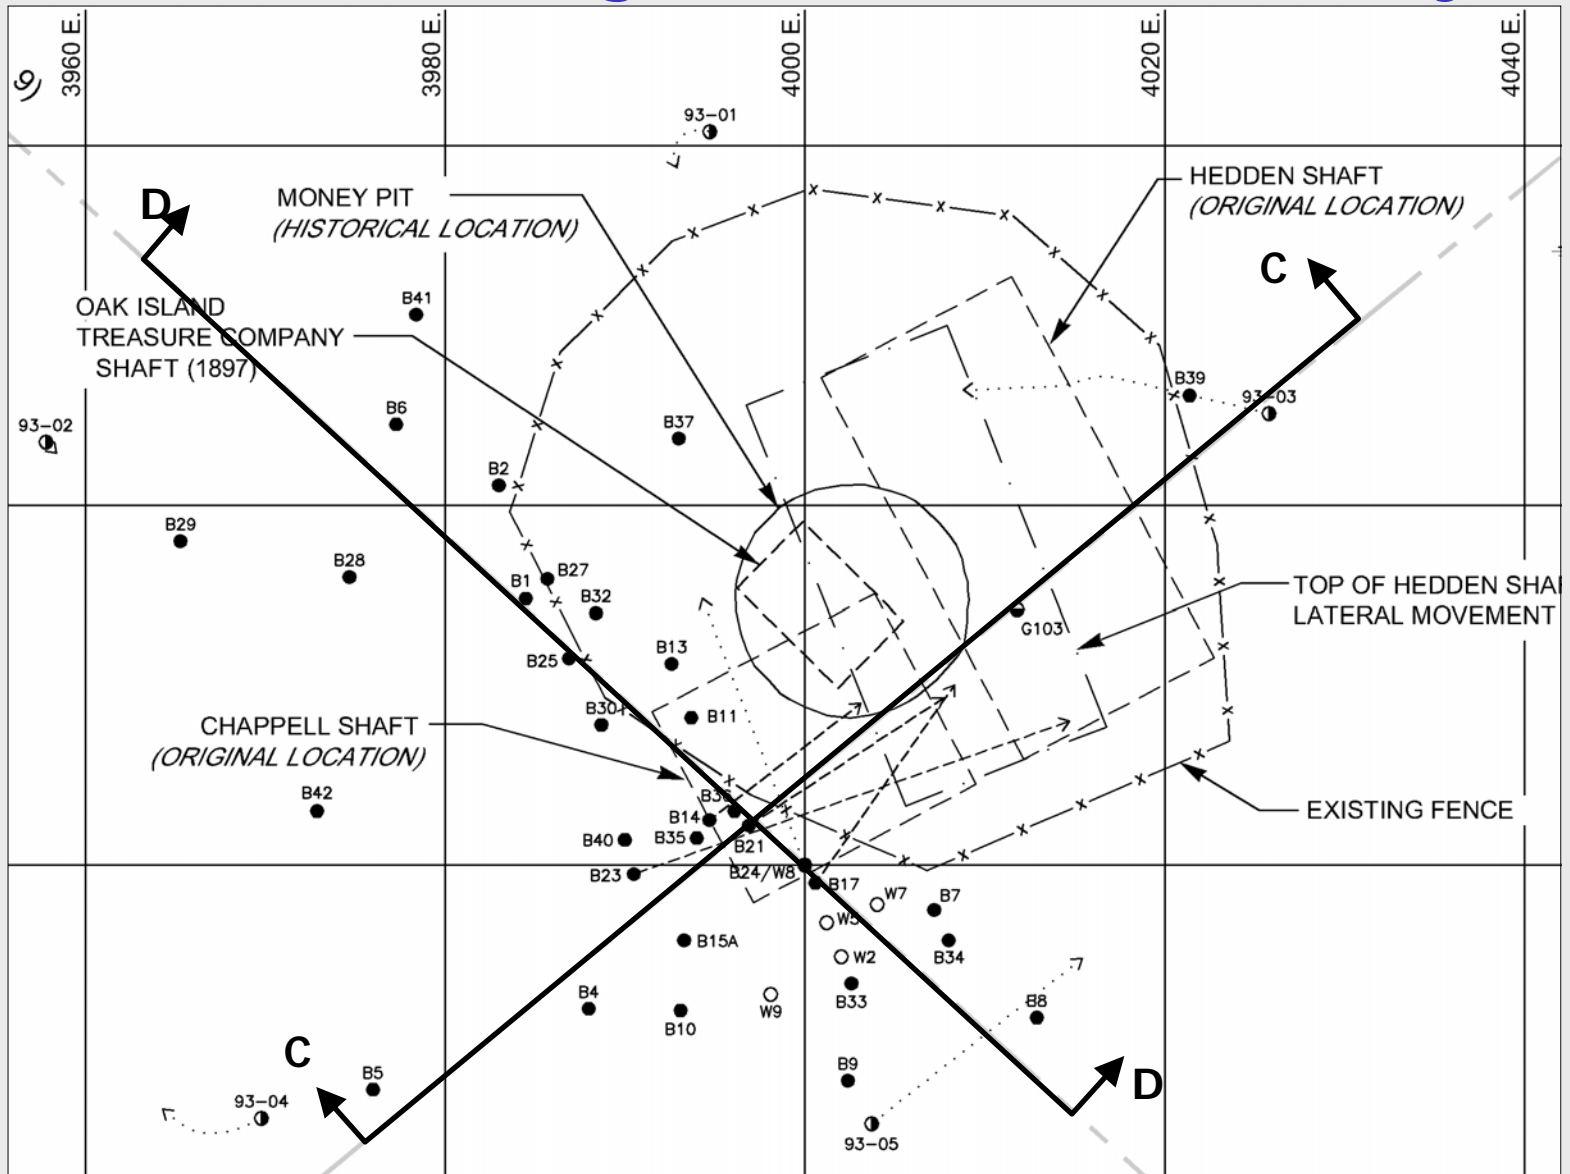 3960 E.
3980 E.
4000 E.
4020 E.
4040 E.
9)
93-01
D
MONEY PIT
(HISTORICAL LOCATION)
HEDDEN SHAFT
(ORIGINAL LOCATION)
C
B41
OAK ISLAND
TREASURE COMPANY
SHAFT (1897)
B39
93-03
B6
93-02
B37
B2
B29
B28
B1
B27
B32
TOP OF HEDDEN SHA
LATERAL MOVEMENT
G103
B13
B25
B30
B11
CHAPPELL SHAFT
(ORIGINAL LOCATION)
B42
B36
B14
B40
B35
B21
EXISTING FENCE
B23
B24/W8
B17
W7
B7
W5
B15A
W2
B34
B4
B10
W9
B33
B8
C
B5
93-04
B9
D
93-05